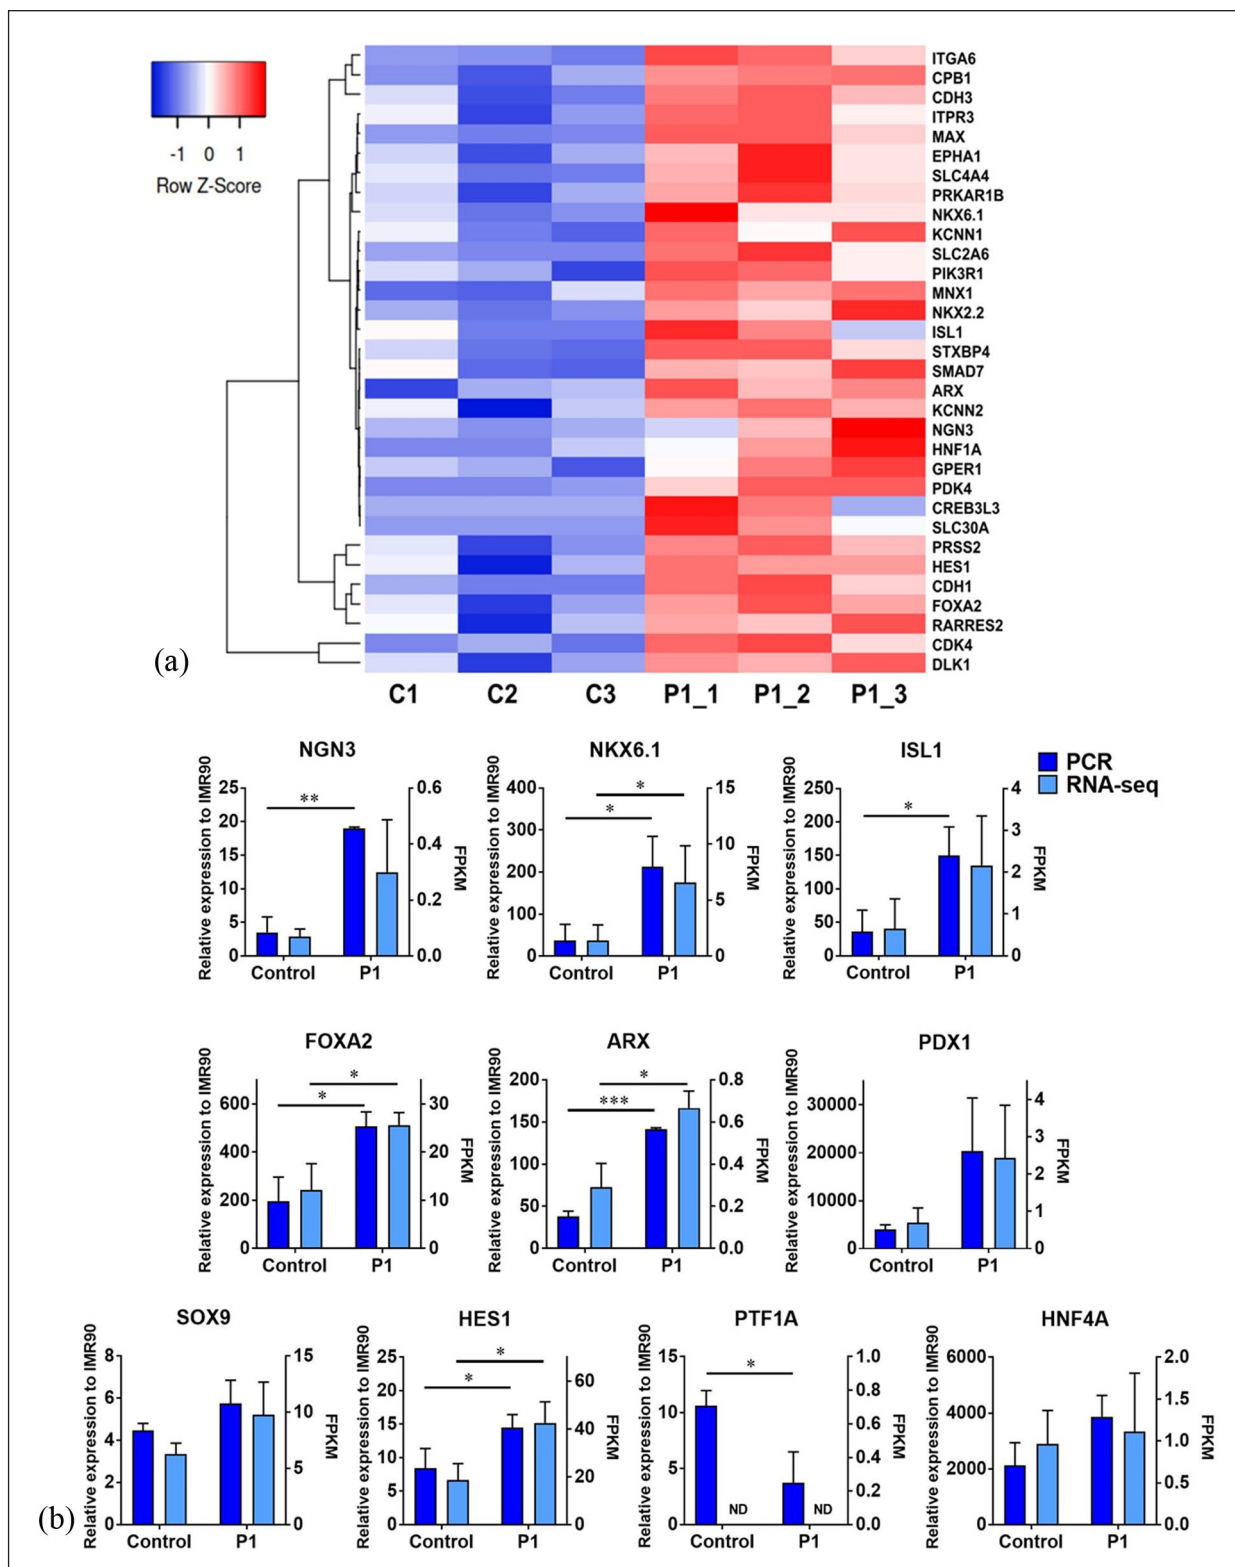 ITGA6
CPB1
CDH3
ITPR3
MAX
EPHA1
SLC4A4
PRKAR1B
NKX6.1
KCNN1
SLC2A6
PIK3R1
MNX1
NKX2.2
ISL1
STXBP4
SMAD7
ARX
KCNN2
NGN3
HNF1A
GPER1
PDK4
CREB3L3
SLC30A
PRSS2
HES1
CDH1
FOXA2
RARRES2
CDK4
DLK1
-1 0 1
Row Z-Score
(a)
C1 C2 C3 P1_1 P1_2 P1_3
NGN3
Relative expression to IMR90
25
20
15
10
5
0
**
0.6
0.4
0.2
0.0
FPKM
Control P1
NKX6.1
Relative expression to IMR90
400
300
200
100
0
*
*
15
10
5
0
FPKM
Control P1
ISL1
Relative expression to IMR90
250
200
150
100
50
0
*
4
3
2
1
0
FPKM
Control P1
PCR
RNA-seq
FOXA2
Relative expression to IMR90
600
400
200
0
*
*
30
20
10
0
FPKM
Control P1
ARX
Relative expression to IMR90
200
150
100
50
0
*
***
0.8
0.6
0.4
0.2
0.0
FPKM
Control P1
PDX1
Relative expression to IMR90
30000
20000
10000
0
4
3
2
1
0
FPKM
Control P1
SOX9
Relative expression to IMR90
8
6
4
2
0
15
10
5
0
FPKM
Control P1
HES1
Relative expression to IMR90
25
20
15
10
5
0
*
*
60
40
20
0
FPKM
Control P1
PTF1A
Relative expression to IMR90
15
10
5
0
*
ND ND
1.0
0.8
0.6
0.4
0.2
0.0
FPKM
Control P1
HNF4A
Relative expression to IMR90
6000
4000
2000
0
2.0
1.5
1.0
0.5
0.0
FPKM
Control P1
(b)